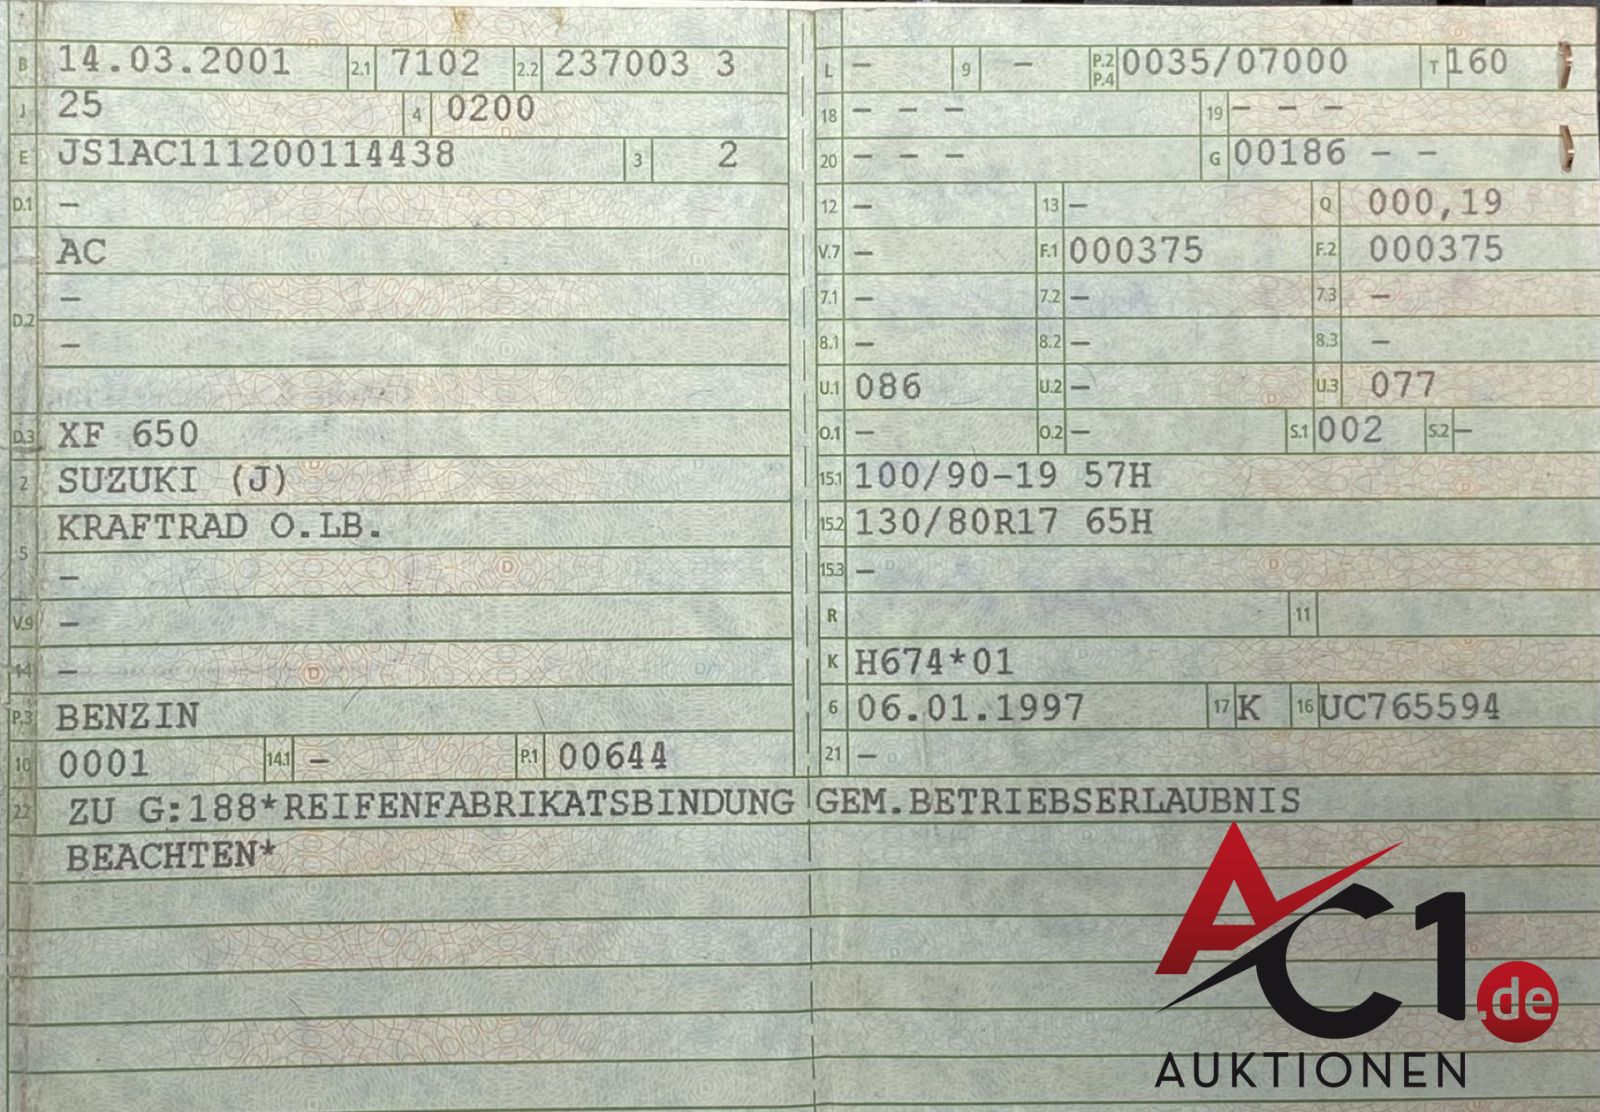 B 14.03.2001 2.1 7102 2.2 237003 3
J 25 4 0200
E JS1AC111200114438 3 2
D.1 –
AC
D.2 –
–
D.3 XF 650
2 SUZUKI (J)
5 KRAFTRAD O.LB.
–
V.9 –
14 –
P.3 BENZIN
10 0001 14.1 – P.1 00644
L – 9 – P.2 P.4 0035/07000 T 160
18 – – – 19 – – –
20 – – – G 00186 – –
12 – 13 – Q 000,19
V.7 – F.1 000375 F.2 000375
7.1 – 7.2 – 7.3 –
8.1 – 8.2 – 8.3 –
U.1 086 U.2 – U.3 077
O.1 – O.2 – S.1 002 S.2 –
15.1 100/90-19 57H
15.2 130/80R17 65H
15.3 –
R 11
K H674*01
6 06.01.1997 17 K 16 UC765594
21 –
22 ZU G:188*REIFENFABRIKATSBINDUNG GEM.BETRIEBSERLAUBNIS
BEACHTEN*
AC1.de
AUKTIONEN